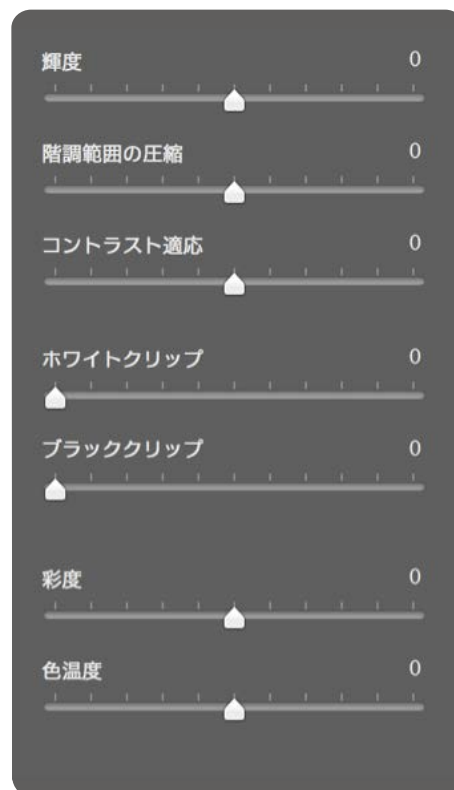 輝度 0
階調範囲の圧縮 0
コントラスト適応 0
ホワイトクリップ 0
ブラッククリップ 0
彩度 0
色温度 0